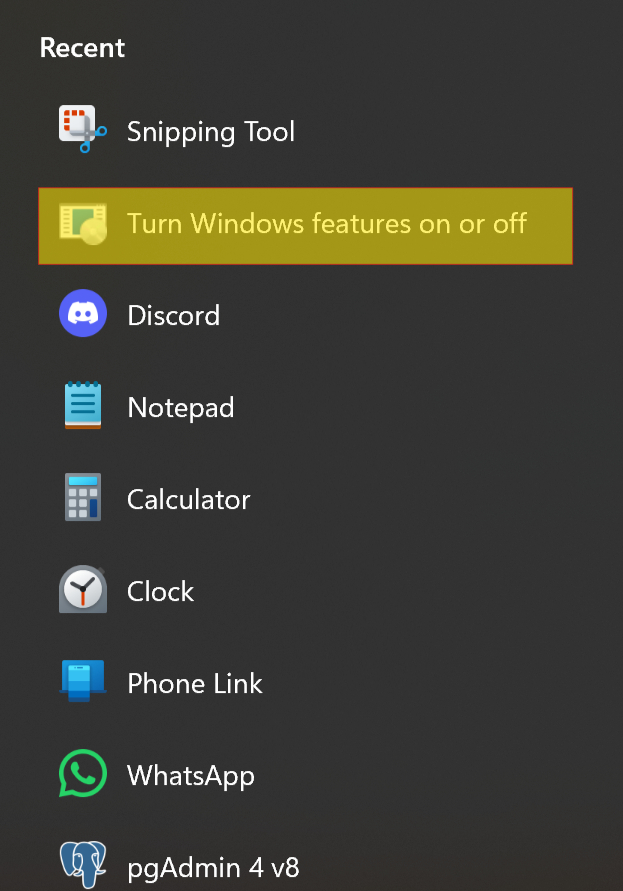 Recent
Snipping Tool
Turn Windows features on or off
Discord
Notepad
Calculator
Clock
Phone Link
WhatsApp
pgAdmin 4 v8